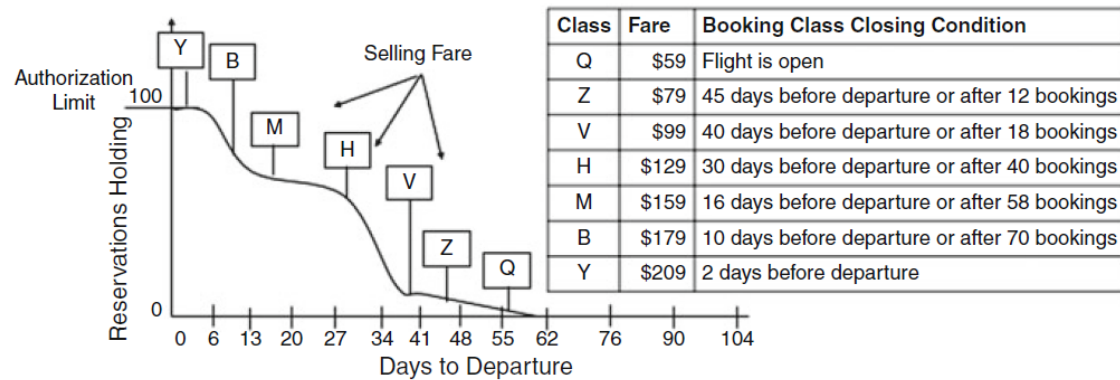 Y
B
Selling Fare
Authorization
Limit
100
M
H
V
Z
Q
0
Reservations Holding
0 6 13 20 27 34 41 48 55 62 76 90 104
Days to Departure
Class Fare Booking Class Closing Condition
Q $59 Flight is open
Z $79 45 days before departure or after 12 bookings
V $99 40 days before departure or after 18 bookings
H $129 30 days before departure or after 40 bookings
M $159 16 days before departure or after 58 bookings
B $179 10 days before departure or after 70 bookings
Y $209 2 days before departure